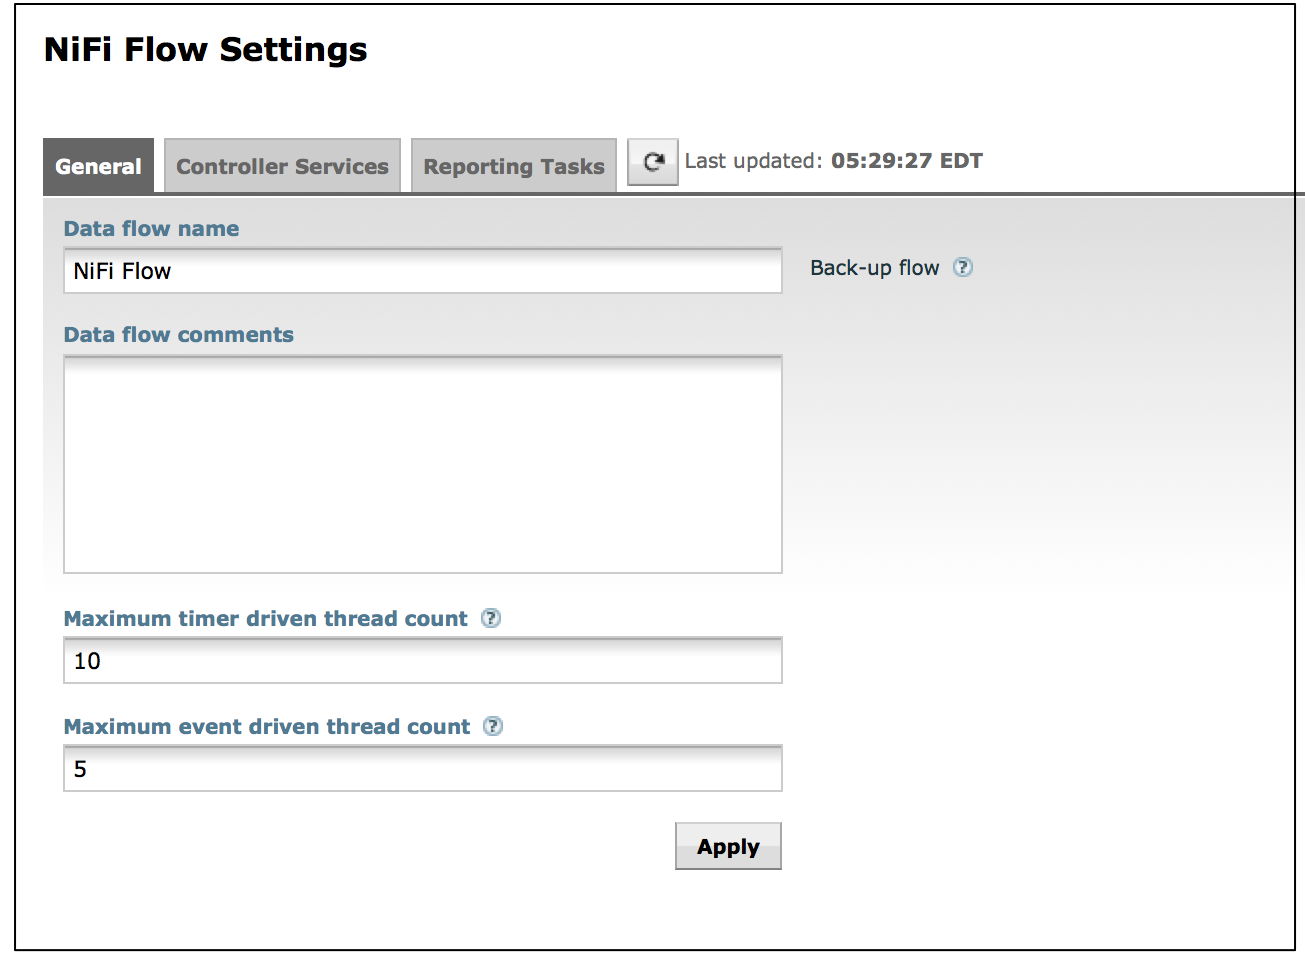 NiFi Flow Settings
General Controller Services Reporting Tasks Last updated: 05:29:27 EDT
Data flow name
NiFi Flow
Back-up flow ?
Data flow comments
Maximum timer driven thread count ?
10
Maximum event driven thread count ?
5
Apply